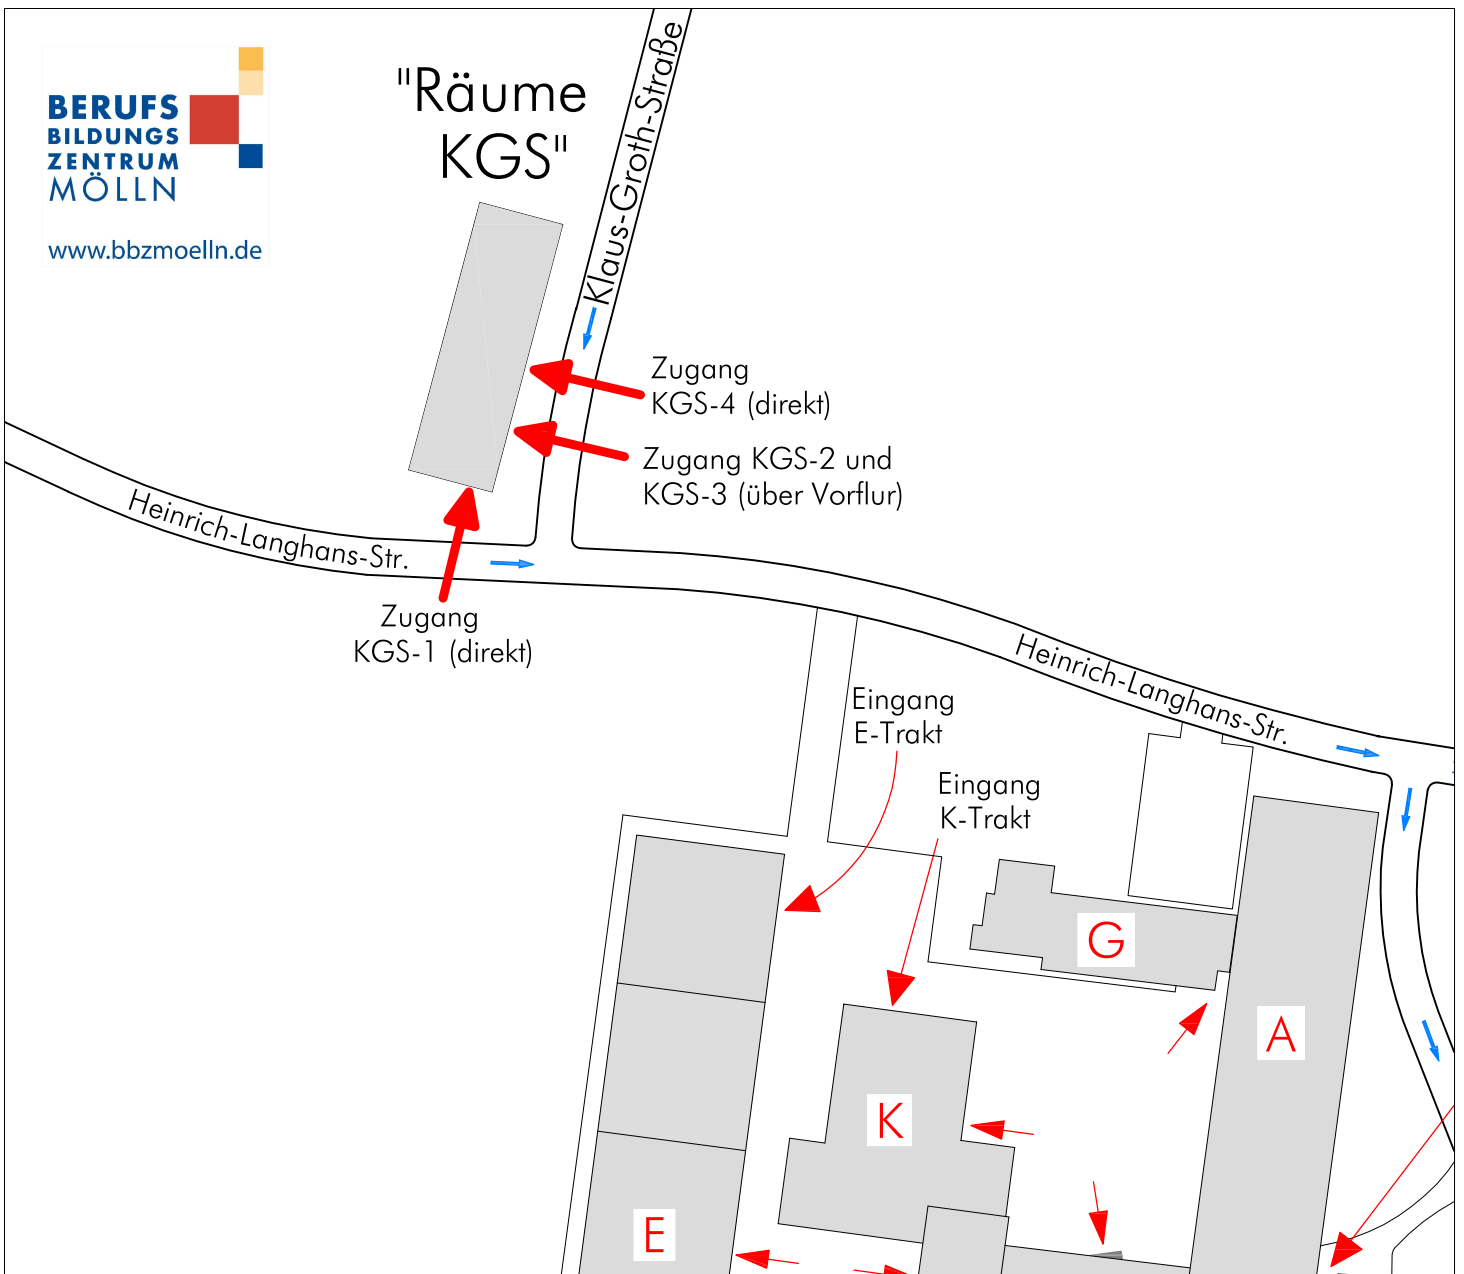 BERUFS
BILDUNGS
ZENTRUM
MÖLLN
www.bbzmoelln.de
"Räume
KGS"
Klaus-Groth-Straße
Zugang
KGS-4 (direkt)
Zugang KGS-2 und
KGS-3 (über Vorflur)
Heinrich-Langhans-Str.
Zugang
KGS-1 (direkt)
Heinrich-Langhans-Str.
Eingang
E-Trakt
Eingang
K-Trakt
G
A
K
E